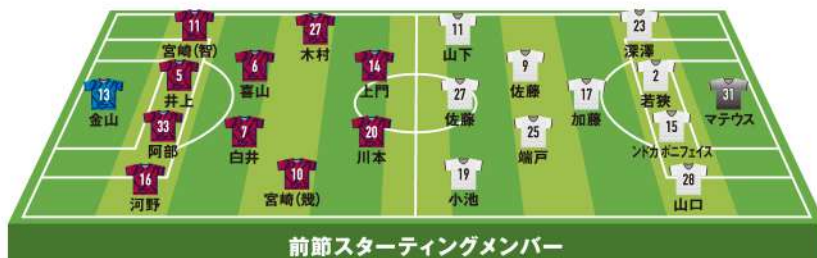 11
宮崎(智)
27
木村
11
山下
23
深澤
5
井上
6
喜山
14
上門
9
佐藤
2
若狭
13
金山
27
佐藤
17
加藤
31
マテウス
33
阿部
7
白井
20
川本
25
端戸
15
ンドカ ボニフェイス
16
河野
10
宮崎(幾)
19
小池
28
山口
前節スターティングメンバー